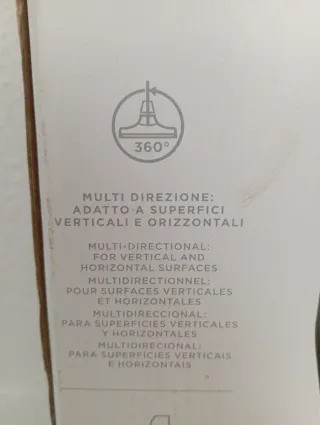 360°
MULTI DIREZIONE:
ADATTO A SUPERFICI
VERTICALI E ORIZZONTALI
MULTI-DIRECTIONAL:
FOR VERTICAL AND
HORIZONTAL SURFACES
MULTIDIRECTIONNEL:
POUR SURFACES VERTICALES
ET HORIZONTALES
MULTIDIRECCIONAL:
PARA SUPERFICIES VERTICALES
Y HORIZONTALES
MULTIDIRECIONAL:
PARA SUPERFÍCIES VERTICAIS
E HORIZONTAIS